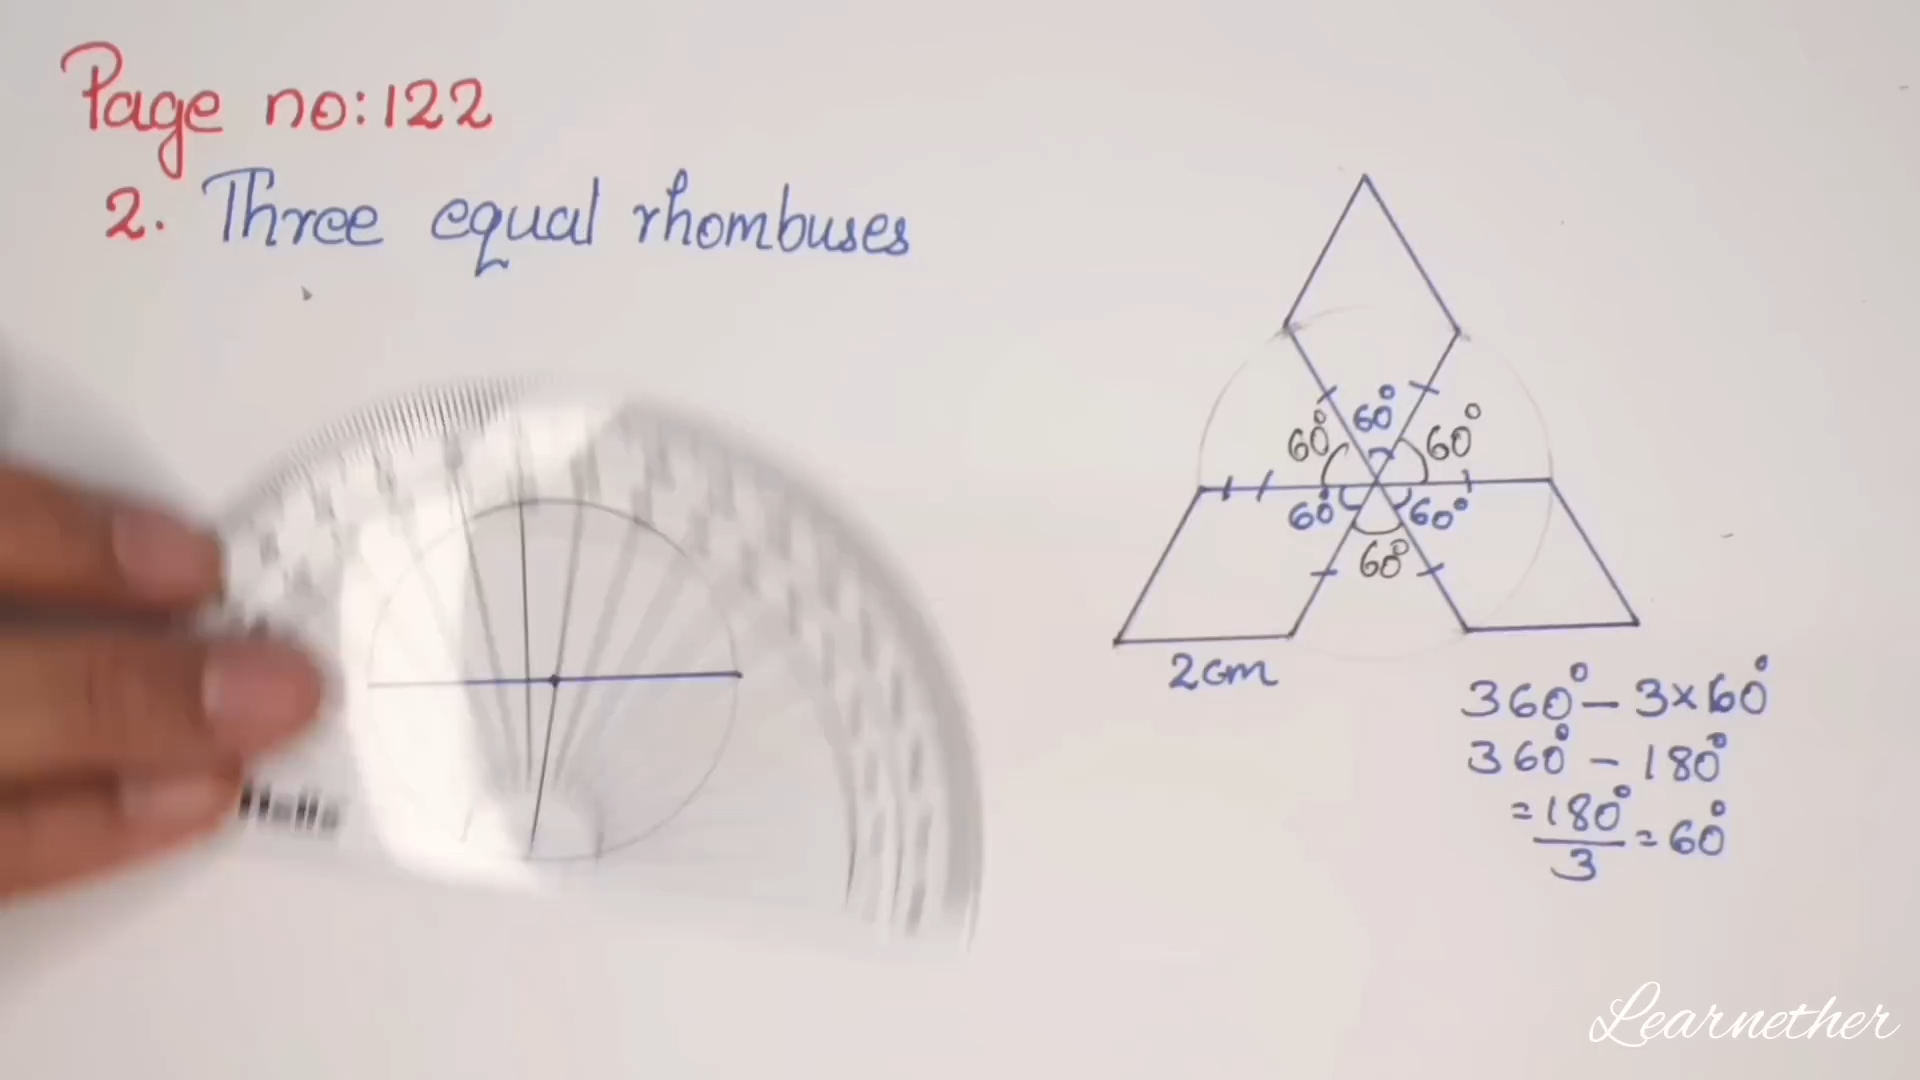 Page no:122
2. Three equal rhombuses
60°
60°
60°
60°
60°
60°
2cm
360° - 3×60°
360° - 180°
= 180°/3 = 60°
Learnether